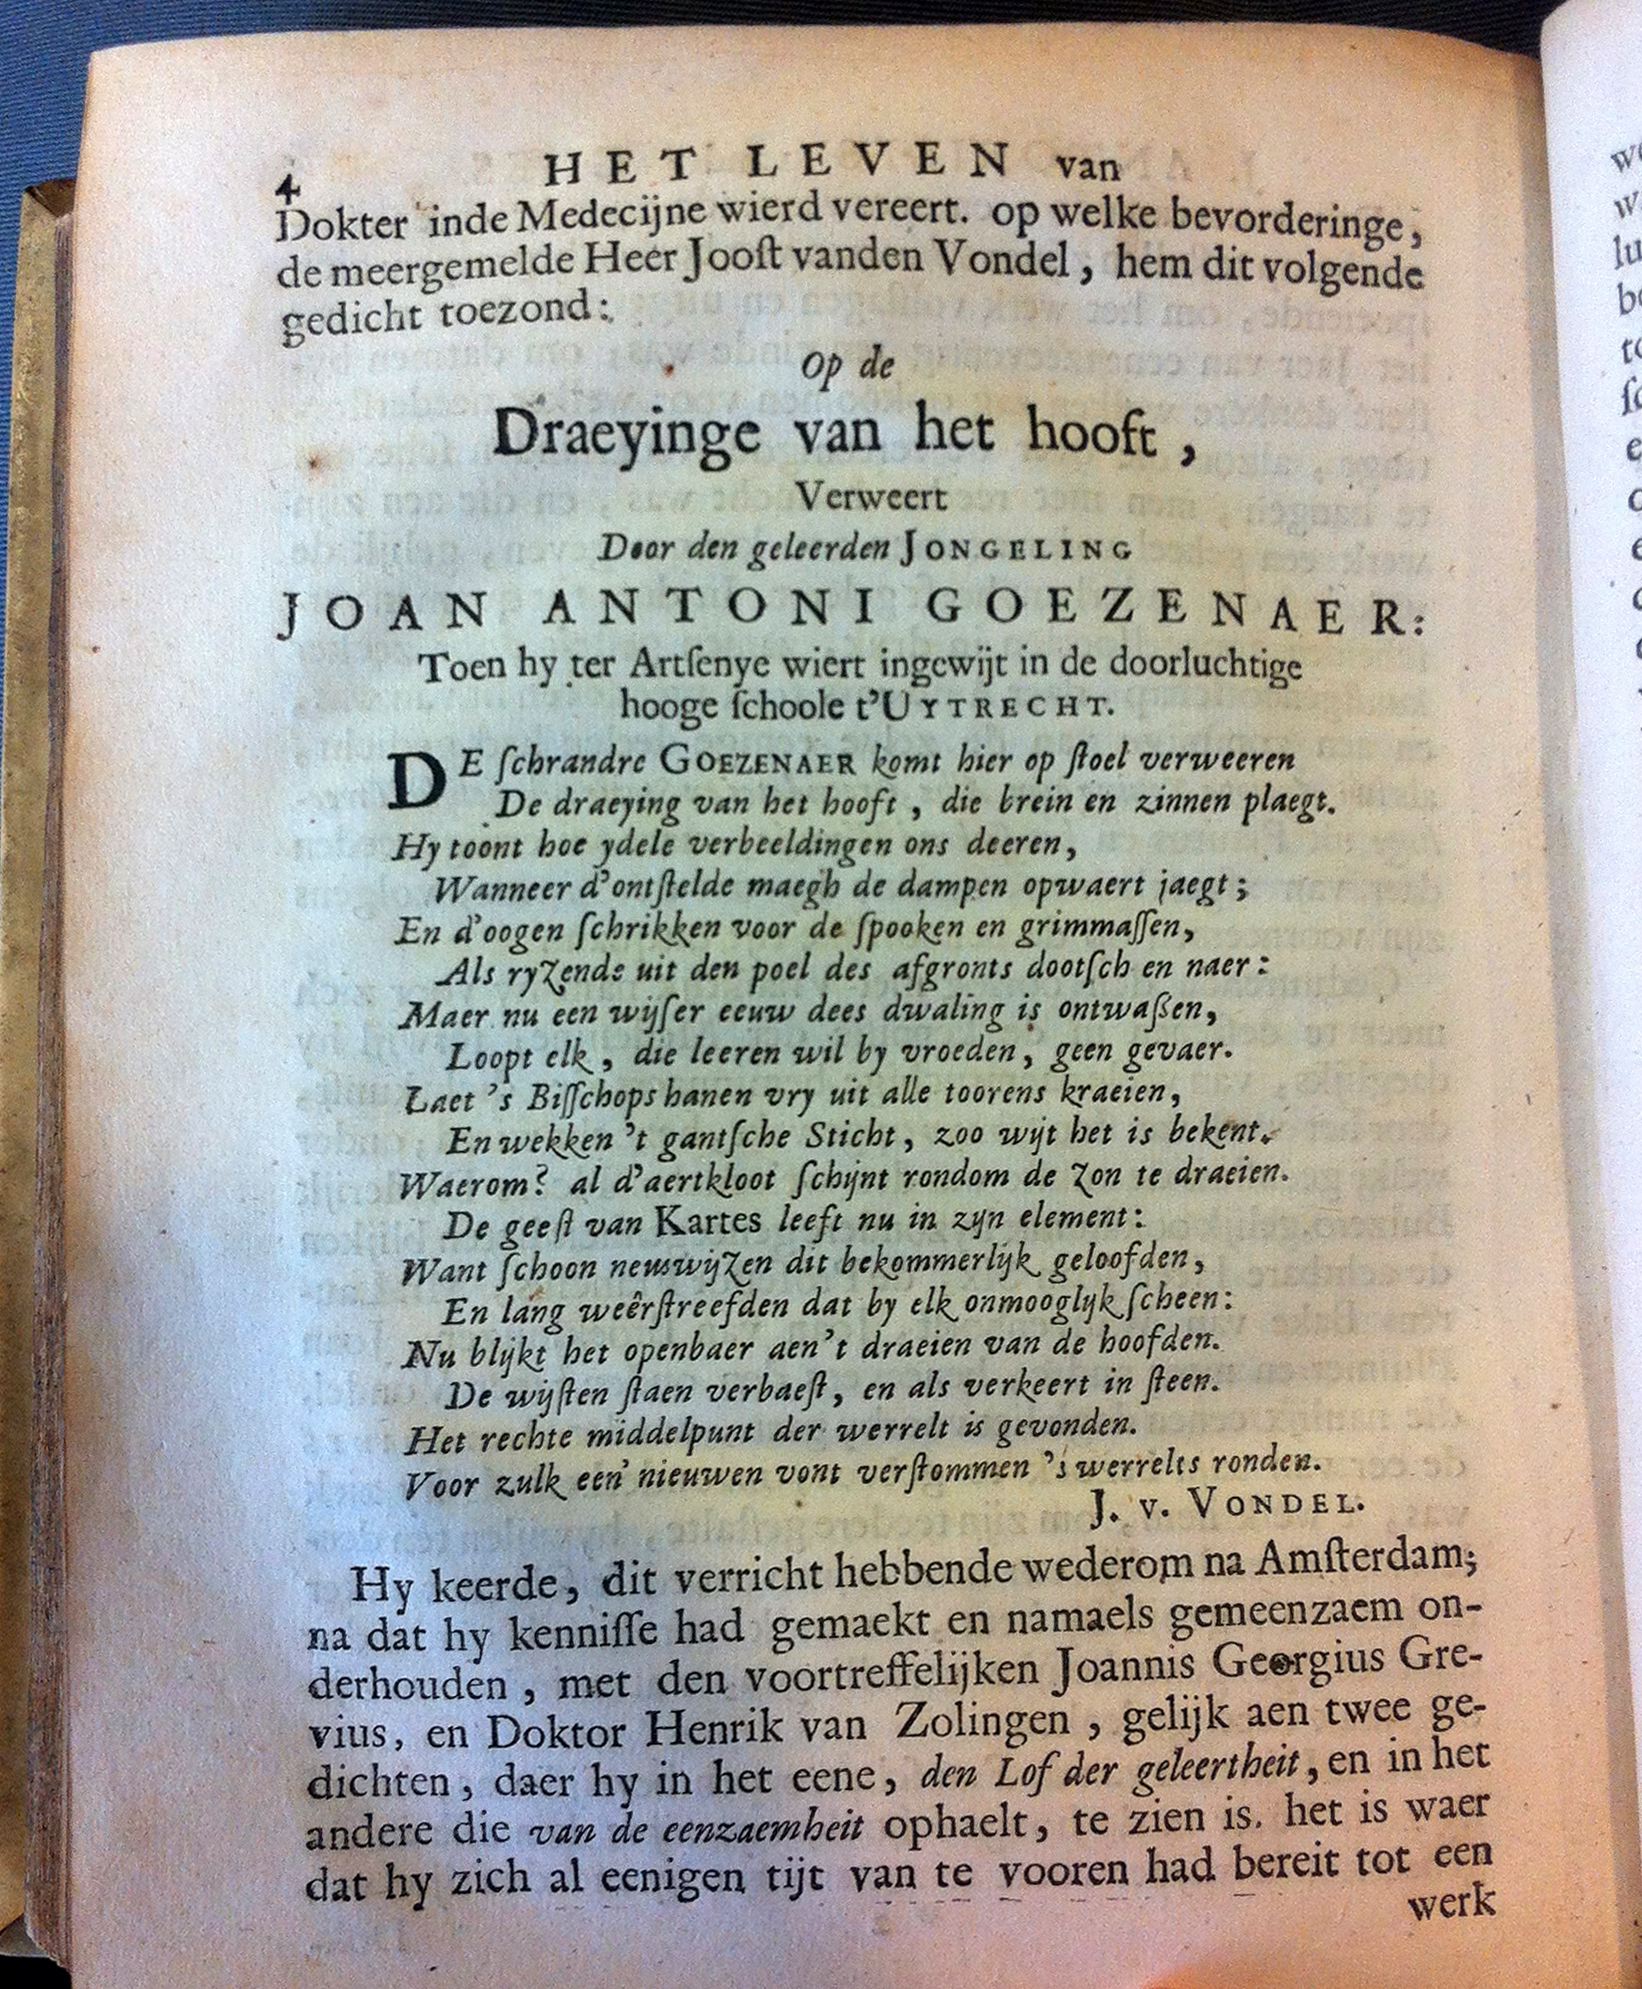 4 HET LEVEN van
Dokter inde Medecijne wierd vereert. op welke bevorderinge,
de meergemelde Heer Jooſt vanden Vondel, hem dit volgende
gedicht toezond:
Op de
Draeyinge van het hooft,
Verweert
Door den geleerden JONGELING
JOAN ANTONI GOEZENAER:
Toen hy ter Artſenye wiert ingewijt in de doorluchtige
hooge ſchoole t'UYTRECHT.
DE ſchrandre GOEZENAER komt hier op ſtoel verweeren
De draeying van het hooft, die brein en zinnen plaegt.
Hy toont hoe ydele verbeeldingen ons deeren,
Wanneer d'ontſtelde maegh de dampen opwaert jaegt;
En d'oogen ſchrikken voor de ſpooken en grimmaſſen,
Als ryzende uit den poel des afgronts dootſch en naer:
Maer nu een wijſer eeuw dees dwaling is ontwaßen,
Loopt elk, die leeren wil by vroeden, geen gevaer.
Laet 's Biſſchops hanen vry uit alle toorens kraeien,
En wekken 't gantſche Sticht, zoo wijt het is bekent.
Waerom? al d'aertkloot ſchijnt rondom de zon te draeien.
De geeſt van Kartes leeft nu in zyn element:
Want ſchoon neuswijzen dit bekommerlijk geloofden,
En lang weêrſtreefden dat by elk onmooglyk ſcheen:
Nu blijkt het openbaer aen't draeien van de hoofden.
De wijſten ſtaen verbaeſt, en als verkeert in ſteen.
Het rechte middelpunt der werrelt is gevonden.
Voor zulk een' nieuwen vont verſtommen 's werrelts ronden.
J. v. VONDEL.
Hy keerde, dit verricht hebbende wederom na Amſterdam;
na dat hy kenniſſe had gemaekt en namaels gemeenzaem on-
derhouden, met den voortreffelijken Joannis Georgius Gre-
vius, en Doktor Henrik van Zolingen, gelijk aen twee ge-
dichten, daer hy in het eene, den Lof der geleertheit, en in het
andere die van de eenzaemheit ophaelt, te zien is. het is waer
dat hy zich al eenigen tijt van te vooren had bereit tot een
werk